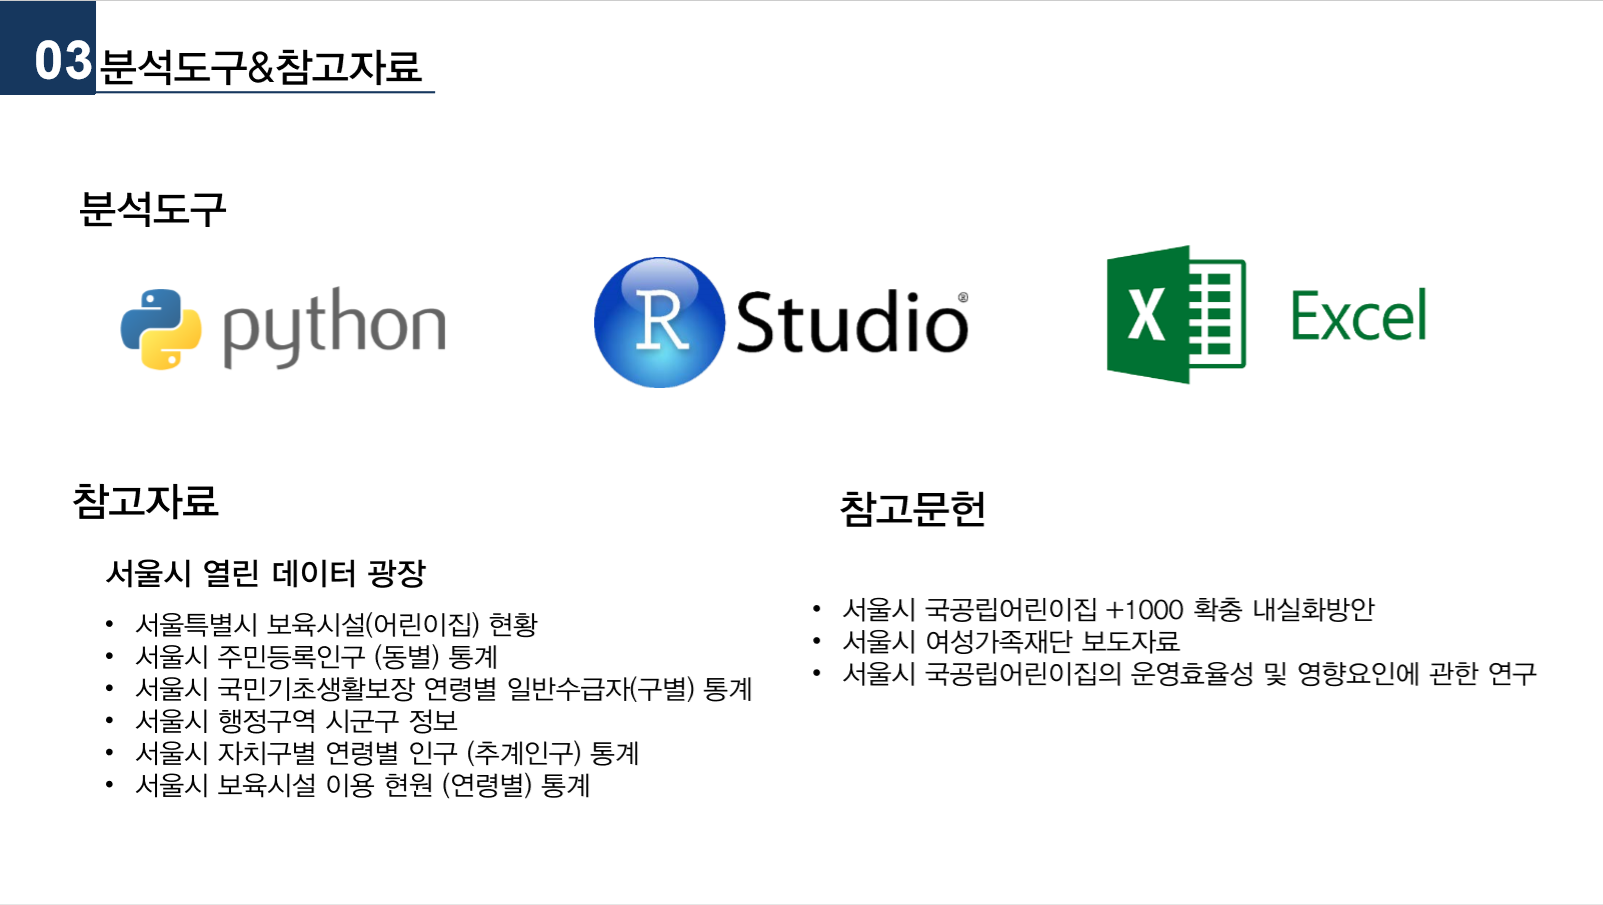 03 분석도구&참고자료
분석도구
python
R Studio®
Excel
참고자료
서울시 열린 데이터 광장
• 서울특별시 보육시설(어린이집) 현황
• 서울시 주민등록인구 (동별) 통계
• 서울시 국민기초생활보장 연령별 일반수급자(구별) 통계
• 서울시 행정구역 시군구 정보
• 서울시 자치구별 연령별 인구 (추계인구) 통계
• 서울시 보육시설 이용 현원 (연령별) 통계
참고문헌
• 서울시 국공립어린이집 +1000 확충 내실화방안
• 서울시 여성가족재단 보도자료
• 서울시 국공립어린이집의 운영효율성 및 영향요인에 관한 연구